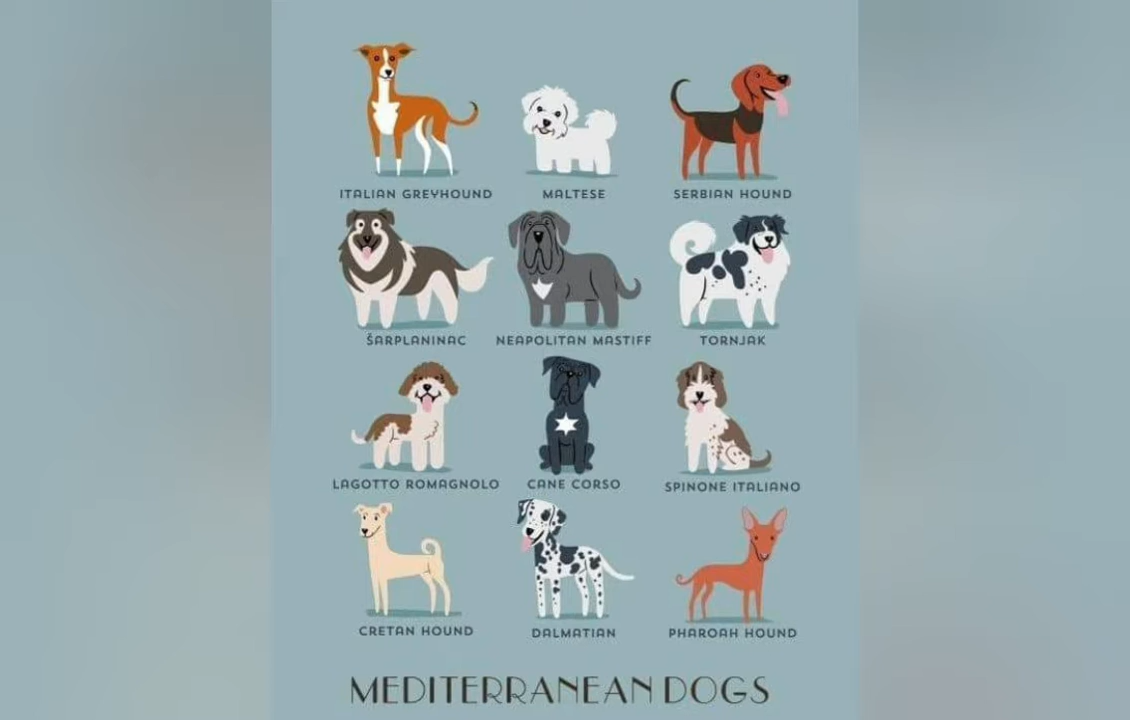 ITALIAN GREYHOUND
MALTESE
SERBIAN HOUND
ŠARPLANINAC
NEAPOLITAN MASTIFF
TORNJAK
LAGOTTO ROMAGNOLO
CANE CORSO
SPINONE ITALIANO
CRETAN HOUND
DALMATIAN
PHAROAH HOUND
MEDITERRANEAN DOGS